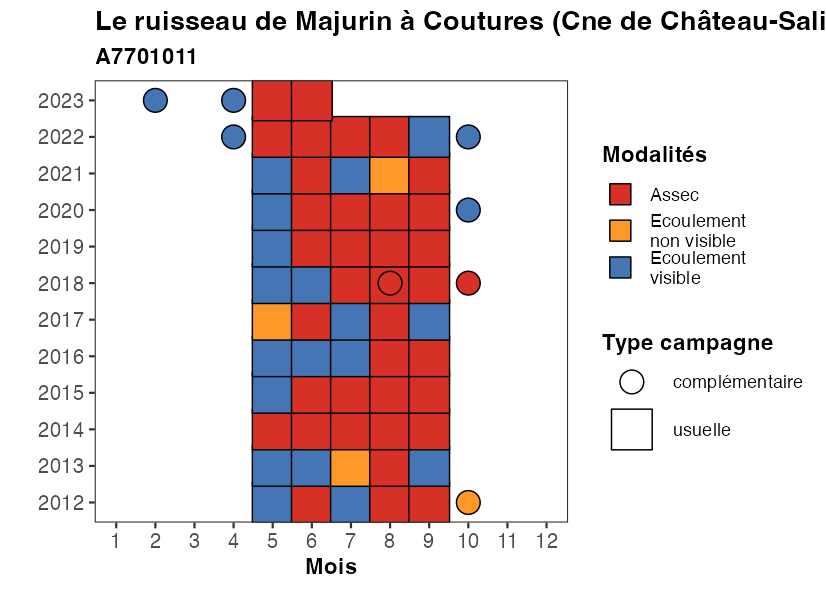 Le ruisseau de Majurin à Coutures (Cne de Château-Sali
A7701011
2023
2022
2021
2020
2019
2018
2017
2016
2015
2014
2013
2012
1 2 3 4 5 6 7 8 9 10 11 12
Mois
Modalités
Assec
Ecoulement
non visible
Ecoulement
visible
Type campagne
complémentaire
usuelle